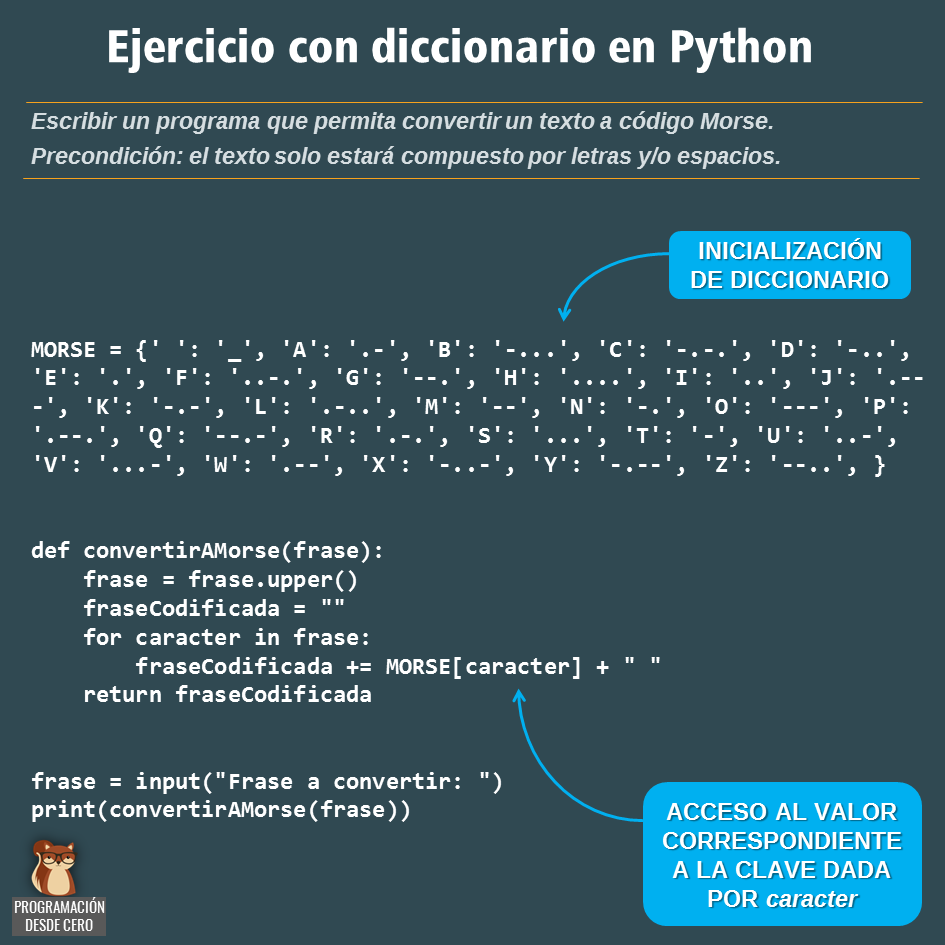 Ejercicio con diccionario en Python
Escribir un programa que permita convertir un texto a código Morse.
Precondición: el texto solo estará compuesto por letras y/o espacios.
INICIALIZACIÓN
DE DICCIONARIO
MORSE = {' ': '_', 'A': '.-', 'B': '-...', 'C': '-.-.', 'D': '-..',
'E': '.', 'F': '..-.', 'G': '--.', 'H': '....', 'I': '..', 'J': '.--
-', 'K': '-.-', 'L': '.-..', 'M': '--', 'N': '-.', 'O': '---', 'P':
'.--.', 'Q': '--.-', 'R': '.-.', 'S': '...', 'T': '-', 'U': '..-',
'V': '...-', 'W': '.--', 'X': '-..-', 'Y': '-.--', 'Z': '--..', }
def convertirAMorse(frase):
    frase = frase.upper()
    fraseCodificada = ""
    for caracter in frase:
        fraseCodificada += MORSE[caracter] + " "
    return fraseCodificada
frase = input("Frase a convertir: ")
print(convertirAMorse(frase))
ACCESO AL VALOR
CORRESPONDIENTE
A LA CLAVE DADA
POR caracter
PROGRAMACIÓN
DESDE CERO